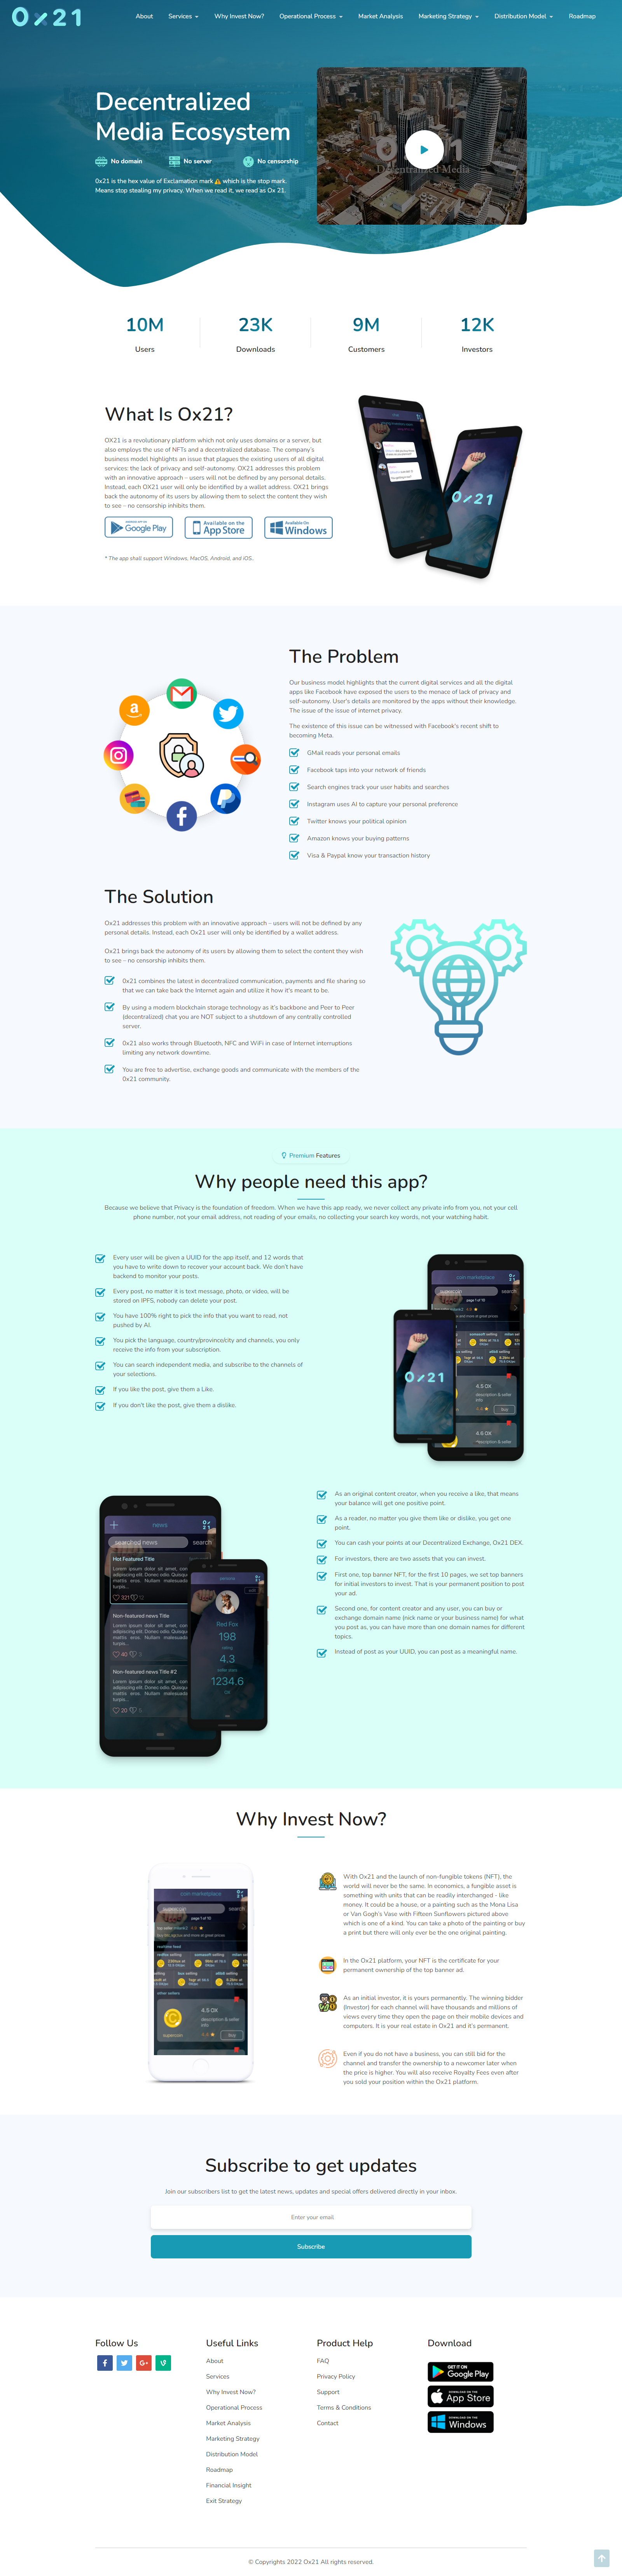 0x21
About
Services
Why Invest Now?
Operational Process
Market Analysis
Marketing Strategy
Distribution Model
Roadmap
Decentralized
Media Ecosystem
No domain
No server
No censorship
0x21 is the hex value of Exclamation mark ⚠ which is the stop mark.
Means stop stealing my privacy. When we read it, we read as Ox 21.
Decentralized Media
10M
Users
23K
Downloads
9M
Customers
12K
Investors
What Is Ox21?
OX21 is a revolutionary platform which not only uses domains or a server, but
also employs the use of NFTs and a decentralized database. The company's
business model highlights an issue that plagues the existing users of all digital
services: the lack of privacy and self-autonomy. OX21 addresses this problem
with an innovative approach – users will not be defined by any personal details.
Instead, each OX21 user will only be identified by a wallet address. OX21 brings
back the autonomy of its users by allowing them to select the content they wish
to see – no censorship inhibits them.
Google Play
Available on the
App Store
Available On
Windows
* The app shall support Windows, MacOS, Android, and iOS..
0x21
The Problem
Our business model highlights that the current digital services and all the digital
apps like Facebook have exposed the users to the menace of lack of privacy and
self-autonomy. User's details are monitored by the apps without their knowledge.
The issue of the issue of internet privacy.
The existence of this issue can be witnessed with Facebook's recent shift to
becoming Meta.
GMail reads your personal emails
Facebook taps into your network of friends
Search engines track your user habits and searches
Instagram uses AI to capture your personal preference
Twitter knows your political opinion
Amazon knows your buying patterns
Visa & Paypal know your transaction history
The Solution
Ox21 addresses this problem with an innovative approach – users will not be defined by any
personal details. Instead, each Ox21 user will only be identified by a wallet address.
Ox21 brings back the autonomy of its users by allowing them to select the content they wish
to see – no censorship inhibits them.
0x21 combines the latest in decentralized communication, payments and file sharing so
that we can take back the Internet again and utilize it how it's meant to be.
By using a modern blockchain storage technology as it's backbone and Peer to Peer
(decentralized) chat you are NOT subject to a shutdown of any centrally controlled
server.
0x21 also works through Bluetooth, NFC and WiFi in case of Internet interruptions
limiting any network downtime.
You are free to advertise, exchange goods and communicate with the members of the
0x21 community.
Premium Features
Why people need this app?
Because we believe that Privacy is the foundation of freedom. When we have this app ready, we never collect any private info from you, not your cell
phone number, not your email address, not reading of your emails, no collecting your search key words, not your watching habit.
Every user will be given a UUID for the app itself, and 12 words that
you have to write down to recover your account back. We don't have
backend to monitor your posts.
Every post, no matter it is text message, photo, or video, will be
stored on IPFS, nobody can delete your post.
You have 100% right to pick the info that you want to read, not
pushed by AI.
You pick the language, country/province/city and channels, you only
receive the info from your subscription.
You can search independent media, and subscribe to the channels of
your selections.
If you like the post, give them a Like.
If you don't like the post, give them a dislike.
coin marketplace
search
page 1 of 10
4.5 OX
4.6 OX
0x21
As an original content creator, when you receive a like, that means
your balance will get one positive point.
As a reader, no matter you give them like or dislike, you get one
point.
You can cash your points at our Decentralized Exchange, Ox21 DEX.
For investors, there are two assets that you can invest.
First one, top banner NFT, for the first 10 pages, we set top banners
for initial investors to invest. That is your permanent position to post
your ad.
Second one, for content creator and any user, you can buy or
exchange domain name (nick name or your business name) for what
you post as, you can have more than one domain names for different
topics.
Instead of post as your UUID, you can post as a meaningful name.
news
searched news
search
Hot Featured Title
Non-featured news Title
Non-featured news Title #2
Red Fox
198
4.3
1234.6
Why Invest Now?
coin marketplace
search
page 1 of 10
4.5 OX
supercoin
With Ox21 and the launch of non-fungible tokens (NFT), the
world will never be the same. In economics, a fungible asset is
something with units that can be readily interchanged - like
money. It could be a house, or a painting such as the Mona Lisa
or Van Gogh's Vase with Fifteen Sunflowers pictured above
which is one of a kind. You can take a photo of the painting or buy
a print but there will only ever be the one original painting.
In the Ox21 platform, your NFT is the certificate for your
permanent ownership of the top banner ad.
As an initial investor, it is yours permanently. The winning bidder
(Investor) for each channel will have thousands and millions of
views every time they open the page on their mobile devices and
computers. It is your real estate in Ox21 and it's permanent.
Even if you do not have a business, you can still bid for the
channel and transfer the ownership to a newcomer later when
the price is higher. You will also receive Royalty Fees even after
you sold your position within the Ox21 platform.
Subscribe to get updates
Join our subscribers list to get the latest news, updates and special offers delivered directly in your inbox.
Enter your email
Subscribe
Follow Us
Useful Links
About
Services
Why Invest Now?
Operational Process
Market Analysis
Marketing Strategy
Distribution Model
Roadmap
Financial Insight
Exit Strategy
Product Help
FAQ
Privacy Policy
Support
Terms & Conditions
Contact
Download
GET IT ON
Google Play
Download on the
App Store
Download on the
Windows
© Copyrights 2022 Ox21 All rights reserved.